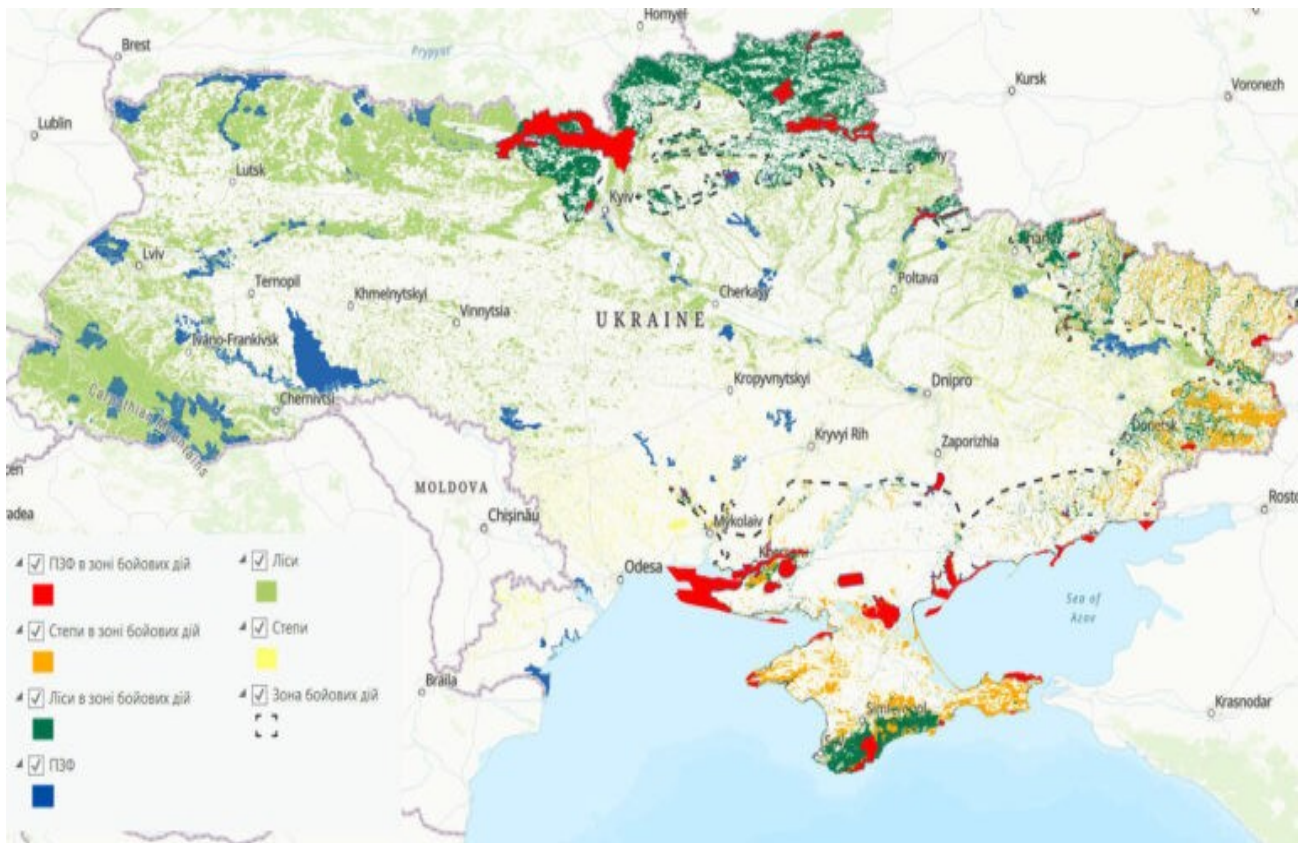 Homyel'
Brest
Prypyat'
Kursk
Voronezh
Lublin
Lutsk
Kyiv
Lviv
Ternopil
Khmelnytskyi
Vinnytsia
Cherkasy
Poltava
UKRAINE
Ivano-Frankivsk
Chernivtsi
Carpathian Mountains
Kropyvnytskyi
Dnipro
Donetsk
Kryvyi Rih
Zaporizhia
MOLDOVA
Chișinău
Mykolaiv
Rosto
adea
Odesa
Sea of
Azov
Brăila
Krasnodar
ПЗФ в зоні бойових дій
Степи в зоні бойових дій
Ліси в зоні бойових дій
ПЗФ
Ліси
Степи
Зона бойових дій